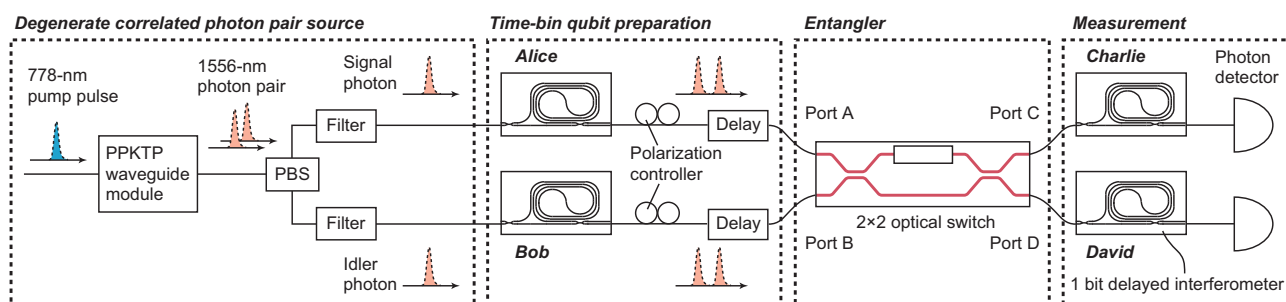 Degenerate correlated photon pair source
778-nm
pump pulse
1556-nm
photon pair
Signal
photon
PPKTP
waveguide
module
PBS
Filter
Filter
Idler
photon
Time-bin qubit preparation
Alice
Delay
Polarization
controller
Delay
Bob
Entangler
Port A
Port C
2×2 optical switch
Port B
Port D
Measurement
Charlie
Photon
detector
David
1 bit delayed interferometer